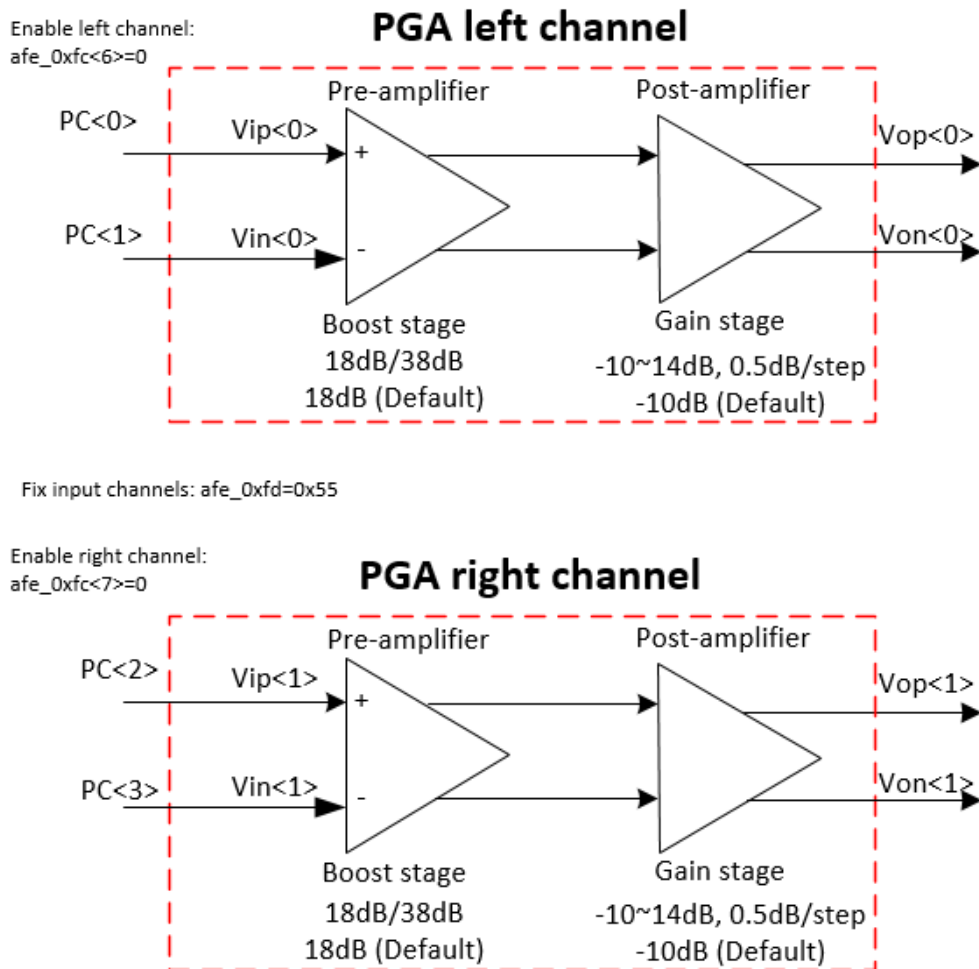 Enable left channel:
afe_0xfc<6>=0
PGA left channel
Pre-amplifier
Post-amplifier
PC<0>
Vip<0>
+
Vop<0>
PC<1>
Vin<0>
-
Von<0>
Boost stage
18dB/38dB
18dB (Default)
Gain stage
-10~14dB, 0.5dB/step
-10dB (Default)
Fix input channels: afe_0xfd=0x55
Enable right channel:
afe_0xfc<7>=0
PGA right channel
Pre-amplifier
Post-amplifier
PC<2>
Vip<1>
+
Vop<1>
PC<3>
Vin<1>
-
Von<1>
Boost stage
18dB/38dB
18dB (Default)
Gain stage
-10~14dB, 0.5dB/step
-10dB (Default)